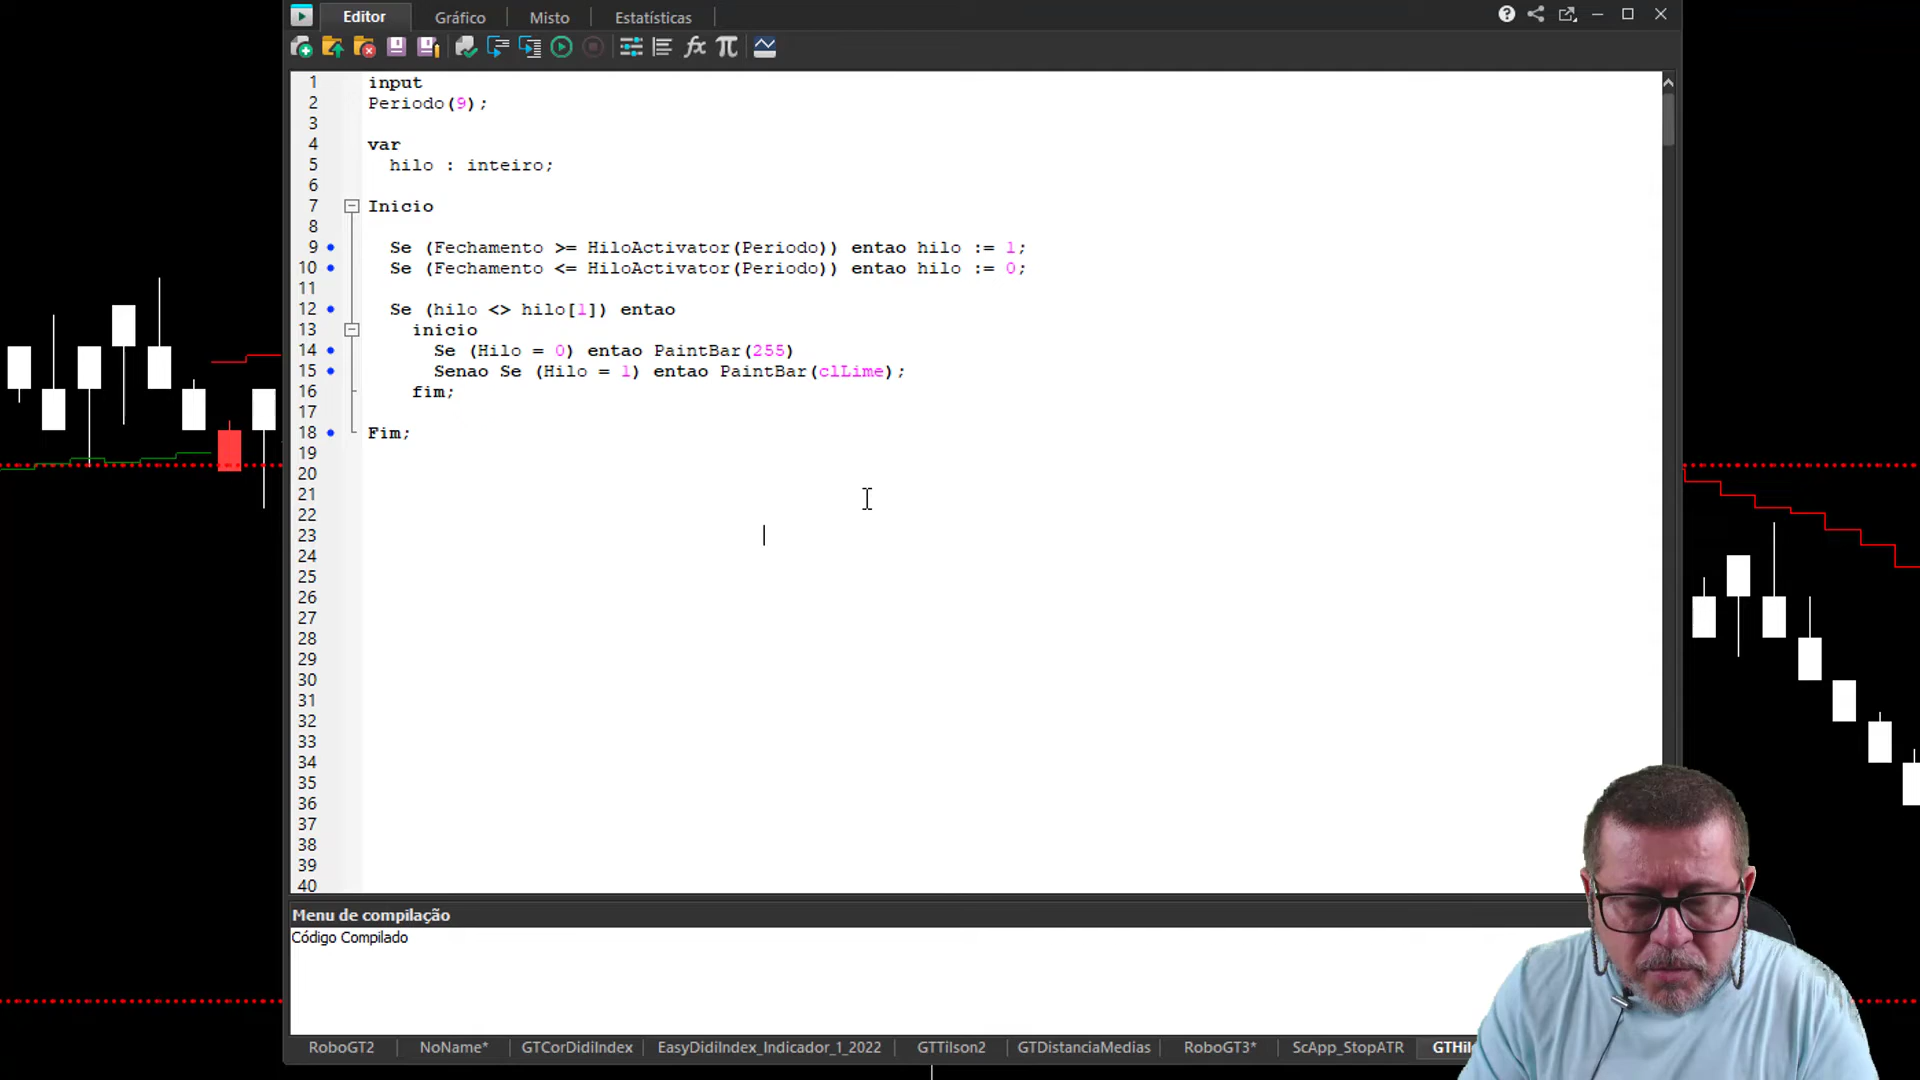 Editor Gráfico Misto Estatísticas
1 input
2 Periodo(9);
3
4 var
5 hilo : inteiro;
6
7 Inicio
8
9 Se (Fechamento >= HiloActivator(Periodo)) entao hilo := 1;
10 Se (Fechamento <= HiloActivator(Periodo)) entao hilo := 0;
11
12 Se (hilo <> hilo[1]) entao
13 inicio
14 Se (Hilo = 0) entao PaintBar(255)
15 Senao Se (Hilo = 1) entao PaintBar(clLime);
16 fim;
17
18 Fim;
19
20
21
22
23
24
25
26
27
28
29
30
31
32
33
34
35
36
37
38
39
40
Menu de compilação
Código Compilado
RoboGT2 NoName* GTCorDidiIndex EasyDidiIndex_Indicador_1_2022 GTTilson2 GTDistanciaMedias RoboGT3* ScApp_StopATR